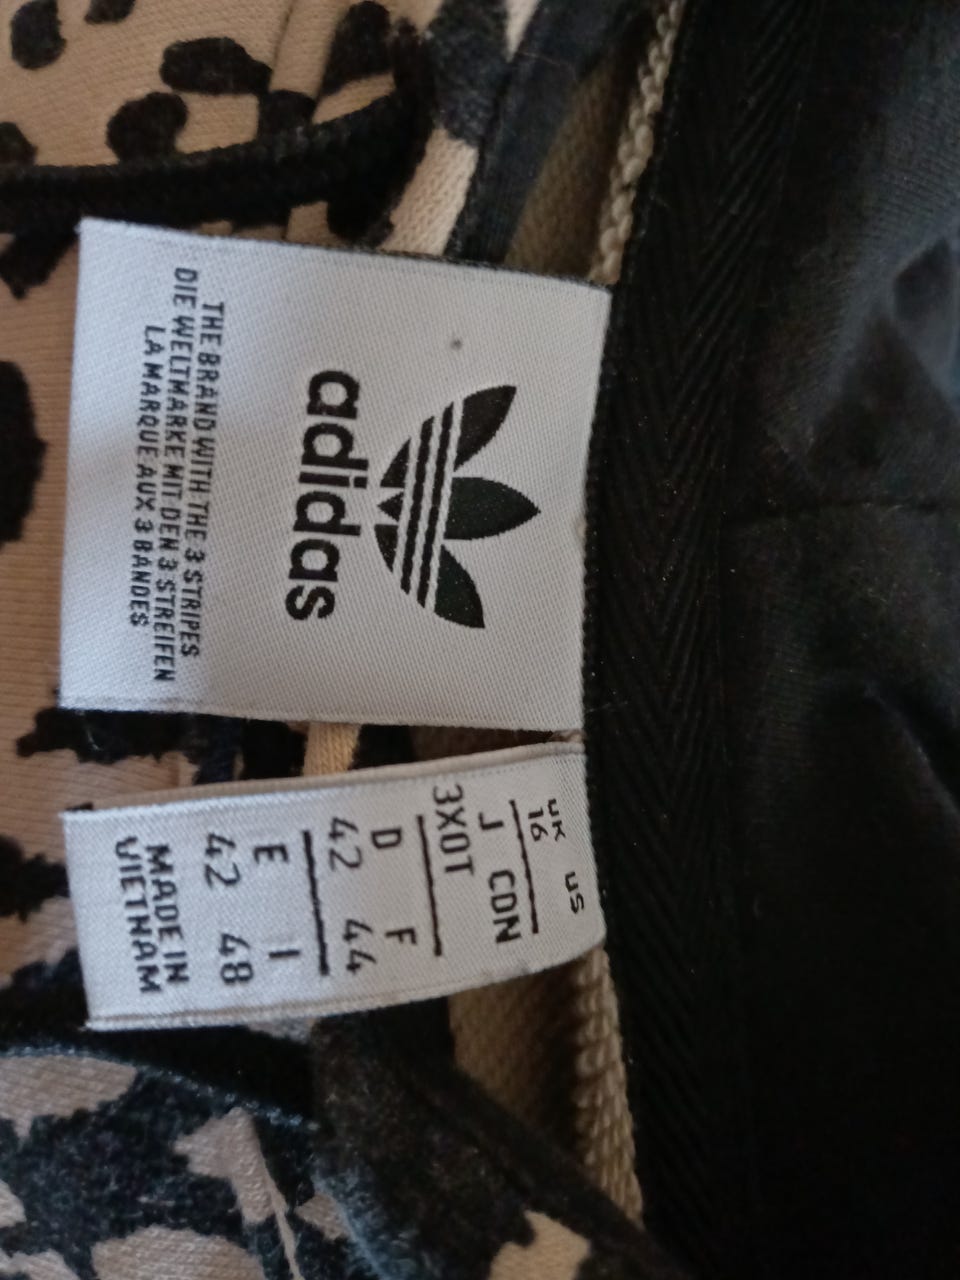 adidas
THE BRAND WITH THE 3 STRIPES
DIE WELTMARKE MIT DEN 3 STREIFEN
LA MARQUE AUX 3 BANDES
UK US
16
J CDN
3XOT
D F
42 44
E I
42 48
MADE IN
VIETNAM